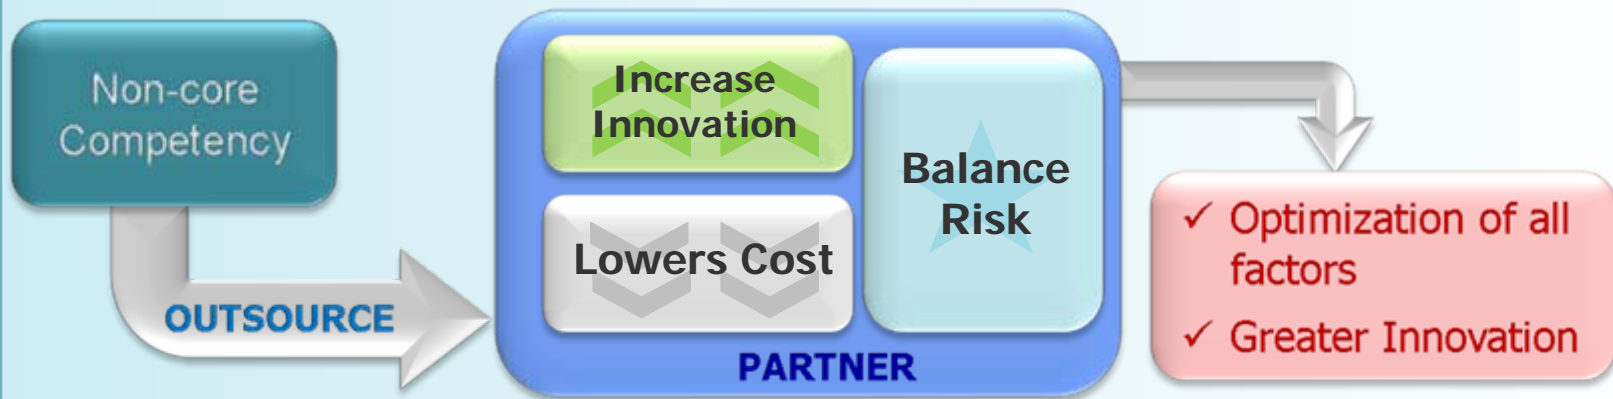 Non-core
Competency
OUTSOURCE
Increase
Innovation
Lowers Cost
Balance
Risk
PARTNER
✓ Optimization of all
factors
✓ Greater Innovation